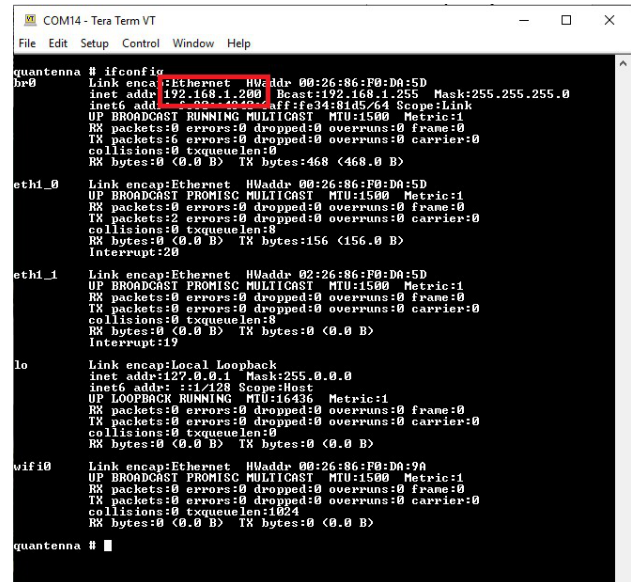 COM14 - Tera Term VT
File Edit Setup Control Window Help
quantenna # ifconfig
br0 Link encap:Ethernet HWaddr 00:26:86:F0:DA:5D
inet addr:192.168.1.200 Bcast:192.168.1.255 Mask:255.255.255.0
inet6 addr: :4042: :fe34:81d5/64 Scope:Link
UP BROADCAST RUNNING MULTICAST MTU:1500 Metric:1
RX packets:0 errors:0 dropped:0 overruns:0 frame:0
TX packets:6 errors:0 dropped:0 overruns:0 carrier:0
collisions:0 txqueuelen:0
RX bytes:0 (0.0 B) TX bytes:468 (468.0 B)
eth1_0 Link encap:Ethernet HWaddr 00:26:86:F0:DA:5D
UP BROADCAST PROMISC MULTICAST MTU:1500 Metric:1
RX packets:0 errors:0 dropped:0 overruns:0 frame:0
TX packets:2 errors:0 dropped:0 overruns:0 carrier:0
collisions:0 txqueuelen:8
RX bytes:0 (0.0 B) TX bytes:156 (156.0 B)
Interrupt:20
eth1_1 Link encap:Ethernet HWaddr 02:26:86:F0:DA:5D
UP BROADCAST PROMISC MULTICAST MTU:1500 Metric:1
RX packets:0 errors:0 dropped:0 overruns:0 frame:0
TX packets:0 errors:0 dropped:0 overruns:0 carrier:0
collisions:0 txqueuelen:8
RX bytes:0 (0.0 B) TX bytes:0 (0.0 B)
Interrupt:19
lo Link encap:Local Loopback
inet addr:127.0.0.1 Mask:255.0.0.0
inet6 addr: ::1/128 Scope:Host
UP LOOPBACK RUNNING MTU:16436 Metric:1
RX packets:0 errors:0 dropped:0 overruns:0 frame:0
TX packets:0 errors:0 dropped:0 overruns:0 carrier:0
collisions:0 txqueuelen:0
RX bytes:0 (0.0 B) TX bytes:0 (0.0 B)
wifi0 Link encap:Ethernet HWaddr 00:26:86:F0:DA:9A
UP BROADCAST PROMISC MULTICAST MTU:1500 Metric:1
RX packets:0 errors:0 dropped:0 overruns:0 frame:0
TX packets:0 errors:0 dropped:0 overruns:0 carrier:0
collisions:0 txqueuelen:1024
RX bytes:0 (0.0 B) TX bytes:0 (0.0 B)
quantenna #